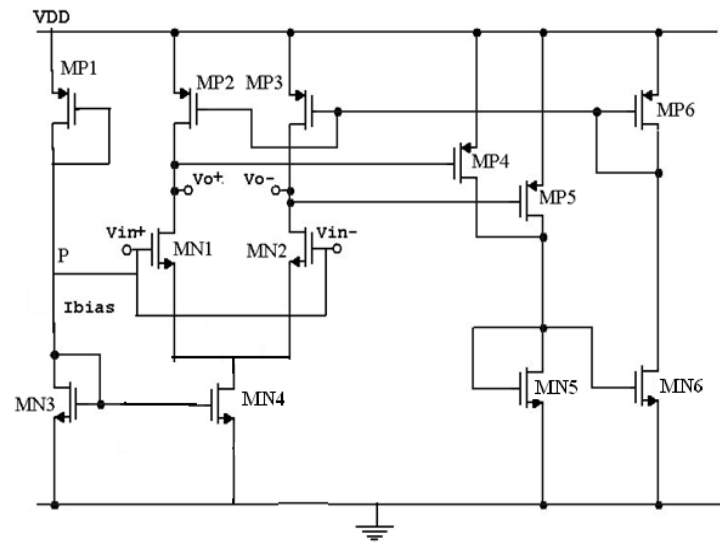 VDD
MP1
MP2
MP3
MP6
MP4
Vo+
Vo-
MP5
Vin+
Vin-
MN1
MN2
P
Ibias
MN3
MN4
MN5
MN6